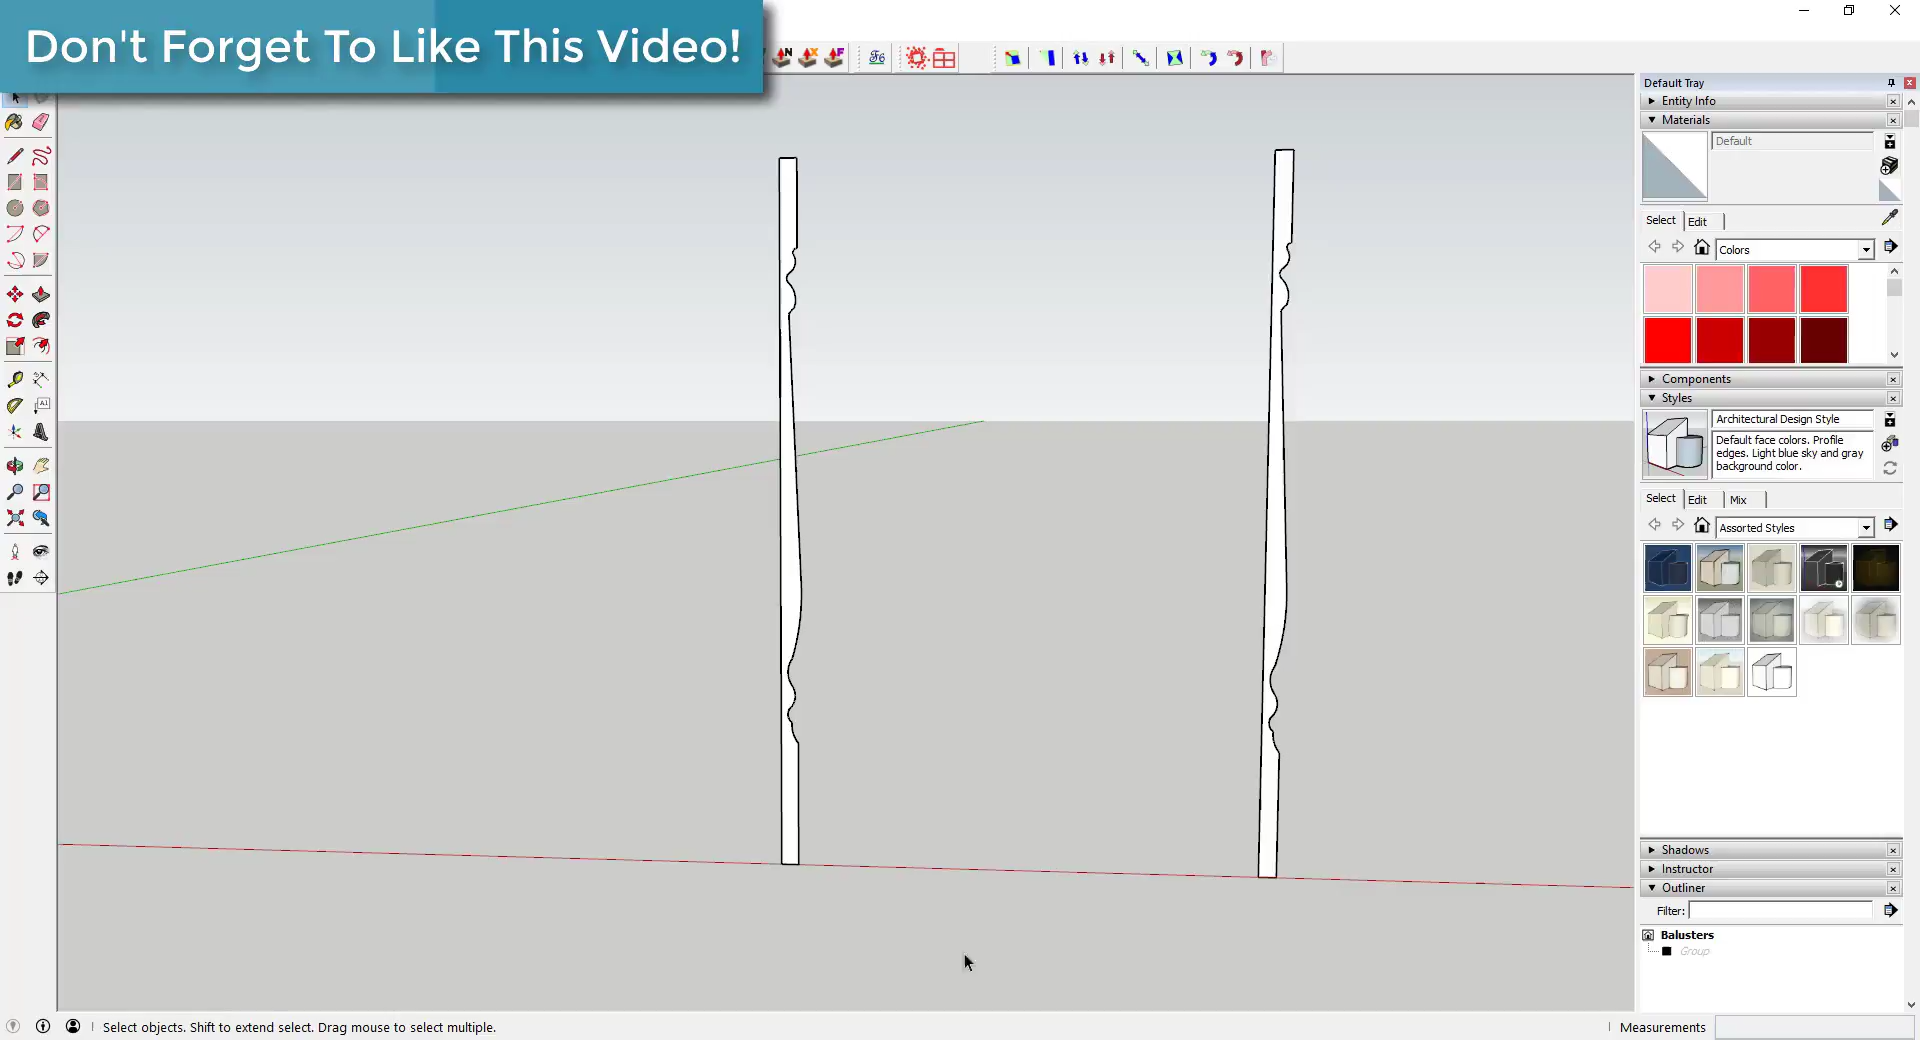 Don't Forget To Like This Video!
Default Tray
Entity Info
Materials
Default
Select Edit
Colors
Components
Styles
Architectural Design Style
Default face colors. Profile
edges. Light blue sky and gray
background color.
Select Edit Mix
Assorted Styles
Shadows
Instructor
Outliner
Filter:
Balusters
Group
Select objects. Shift to extend select. Drag mouse to select multiple.
Measurements